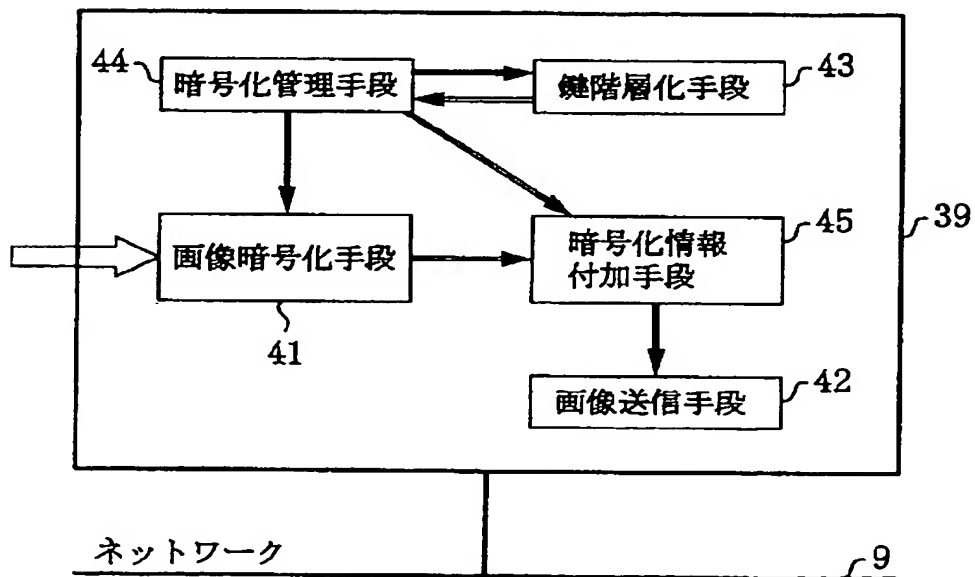 44
暗号化管理手段
鍵階層化手段
43
画像暗号化手段
41
暗号化情報
付加手段
45
39
画像送信手段
42
ネットワーク
9